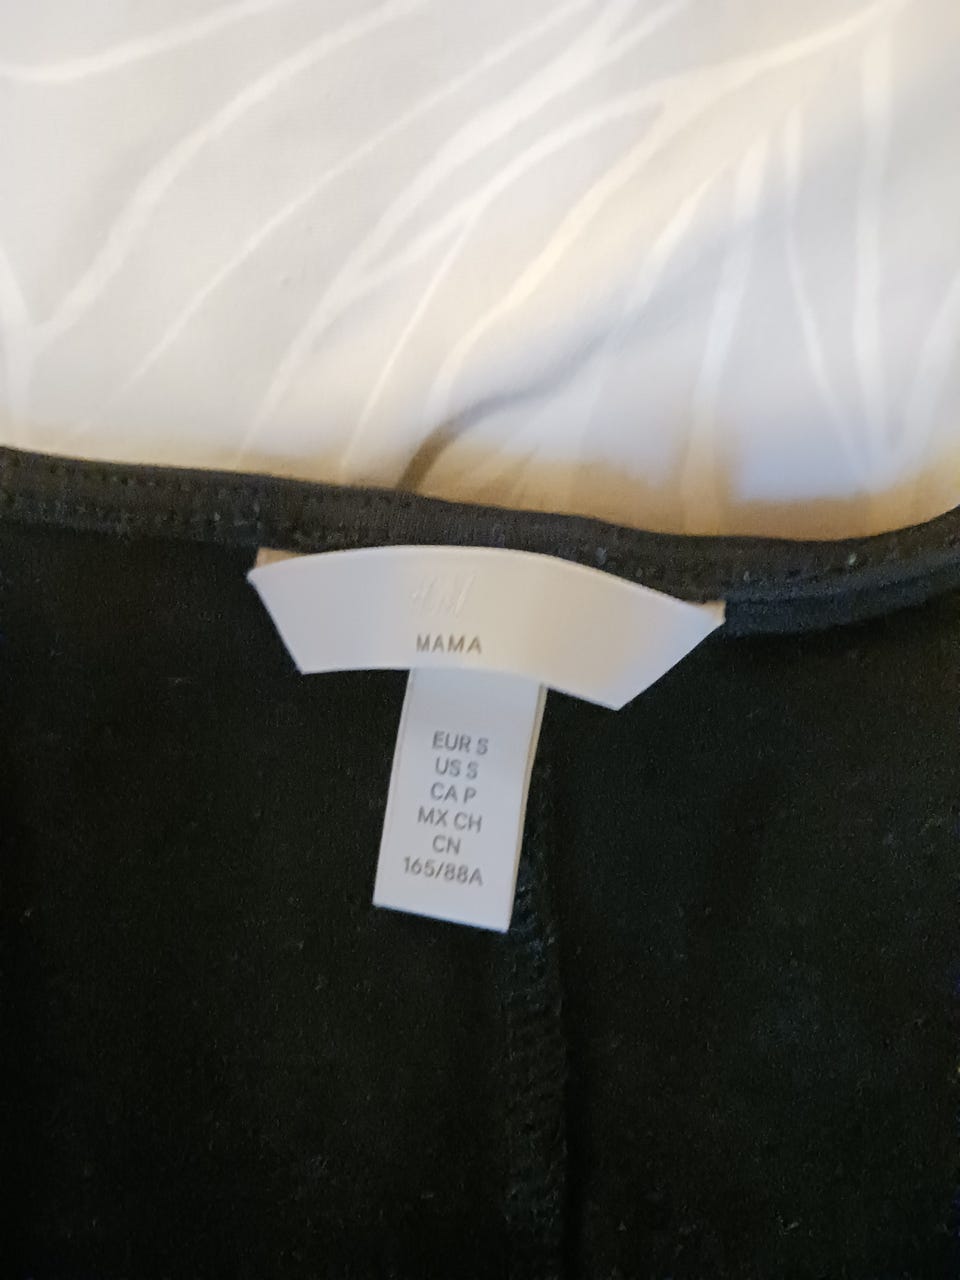 H&M
MAMA
EUR S
US S
CA P
MX CH
CN
165/88A